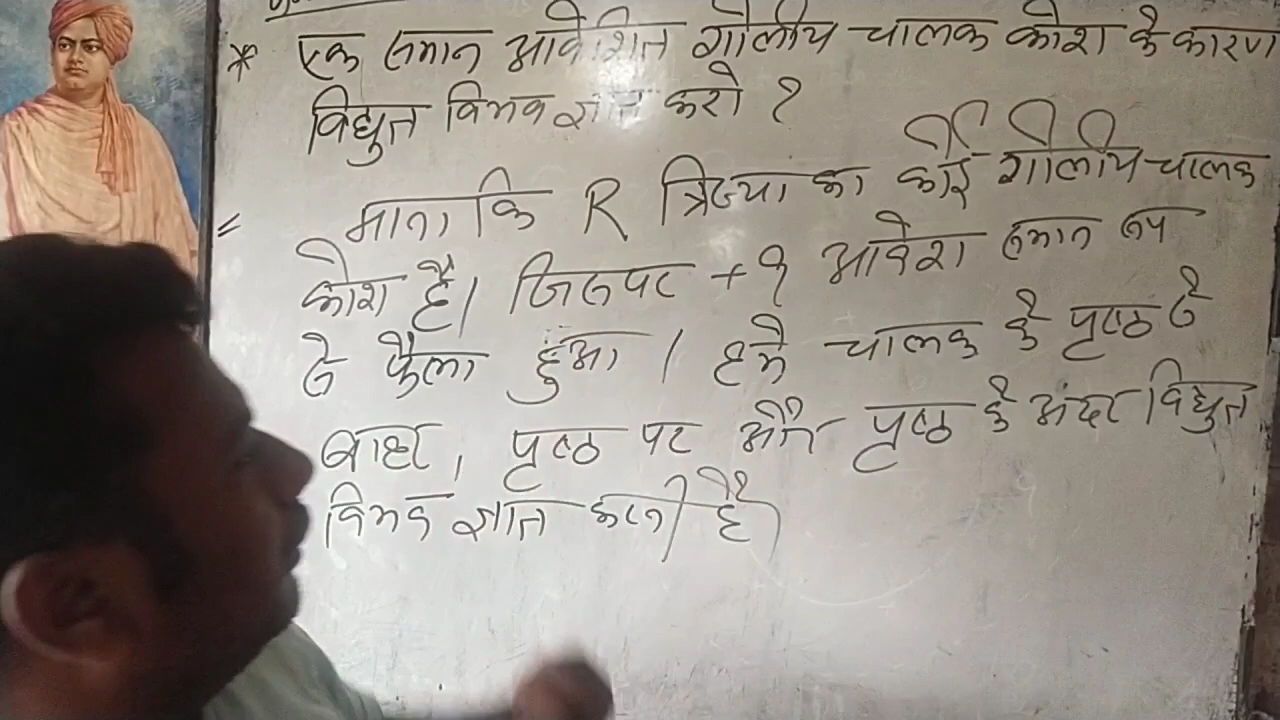 * एक समान आवेशित गोलीय चालक कोश के कारण
विद्युत विभव ज्ञात करो ?
= माना कि R त्रिज्या का कोई गोलीय चालक
कोश है। जिसपर +q आवेश समान रूप
से फैला हुआ । हमे चालक के पृष्ठ से
बाहर, पृष्ठ पर और पृष्ठ के अंदर विद्युत
विभव ज्ञात करनी है।